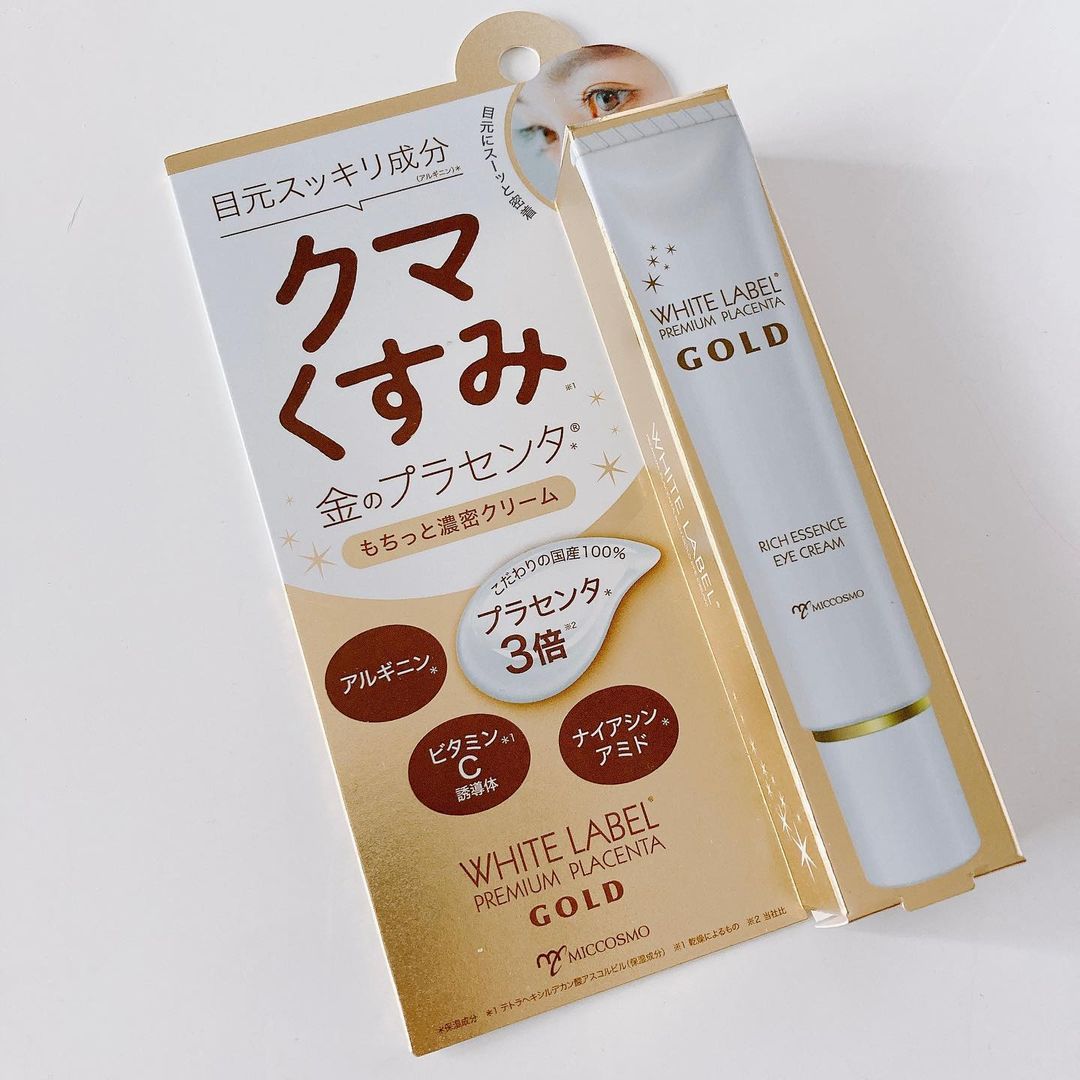 目元にスーッと密着
目元スッキリ成分
(アルギニン)*
クマ
くすみ※1
金のプラセンタ®*
もちっと濃密クリーム
こだわりの国産100%
プラセンタ*
3倍※2
アルギニン*
ビタミン*1
C
誘導体
ナイアシン*
アミド
WHITE LABEL®
PREMIUM PLACENTA
GOLD
MICCOSMO
*保湿成分 *1 テトラヘキシルデカン酸アスコルビル(保湿成分) ※1 乾燥によるもの ※2 当社比
WHITE LABEL®
WHITE LABEL®
PREMIUM PLACENTA
GOLD
RICH ESSENCE
EYE CREAM
MICCOSMO